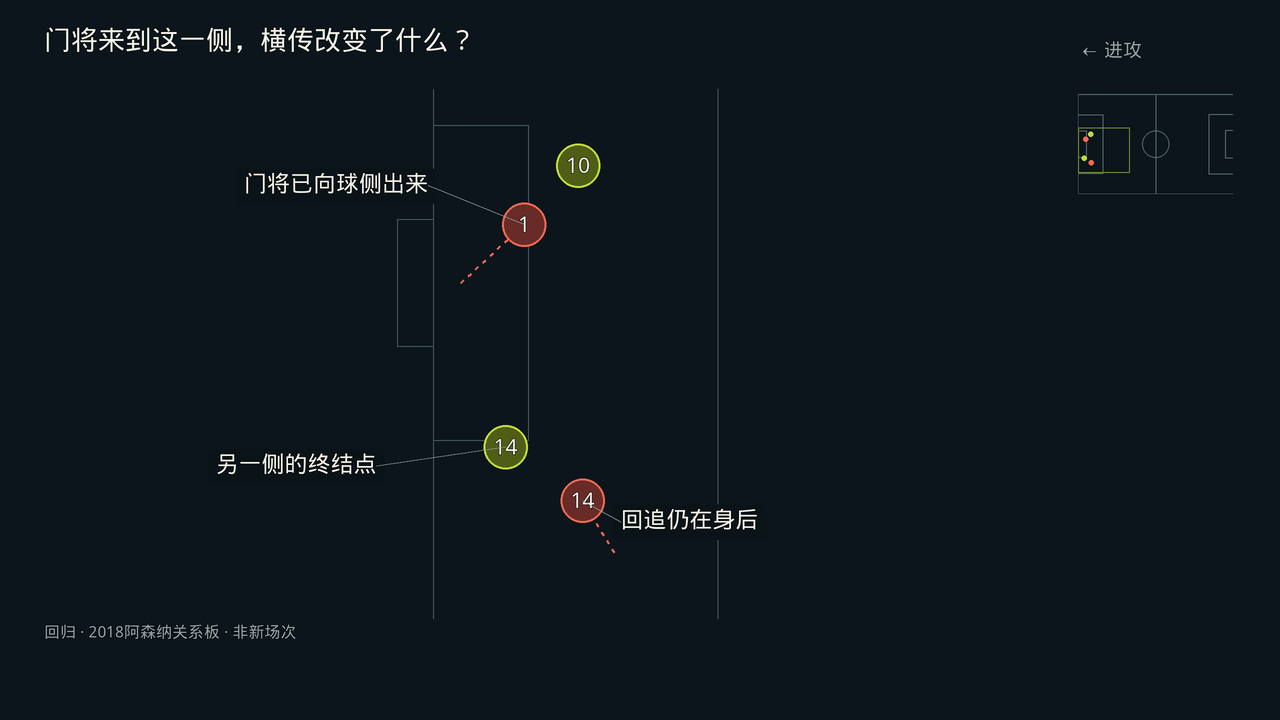 门将来到这一侧，横传改变了什么？
← 进攻
10
门将已向球侧出来
1
14
另一侧的终结点
14
回追仍在身后
回归 · 2018阿森纳关系板 · 非新场次